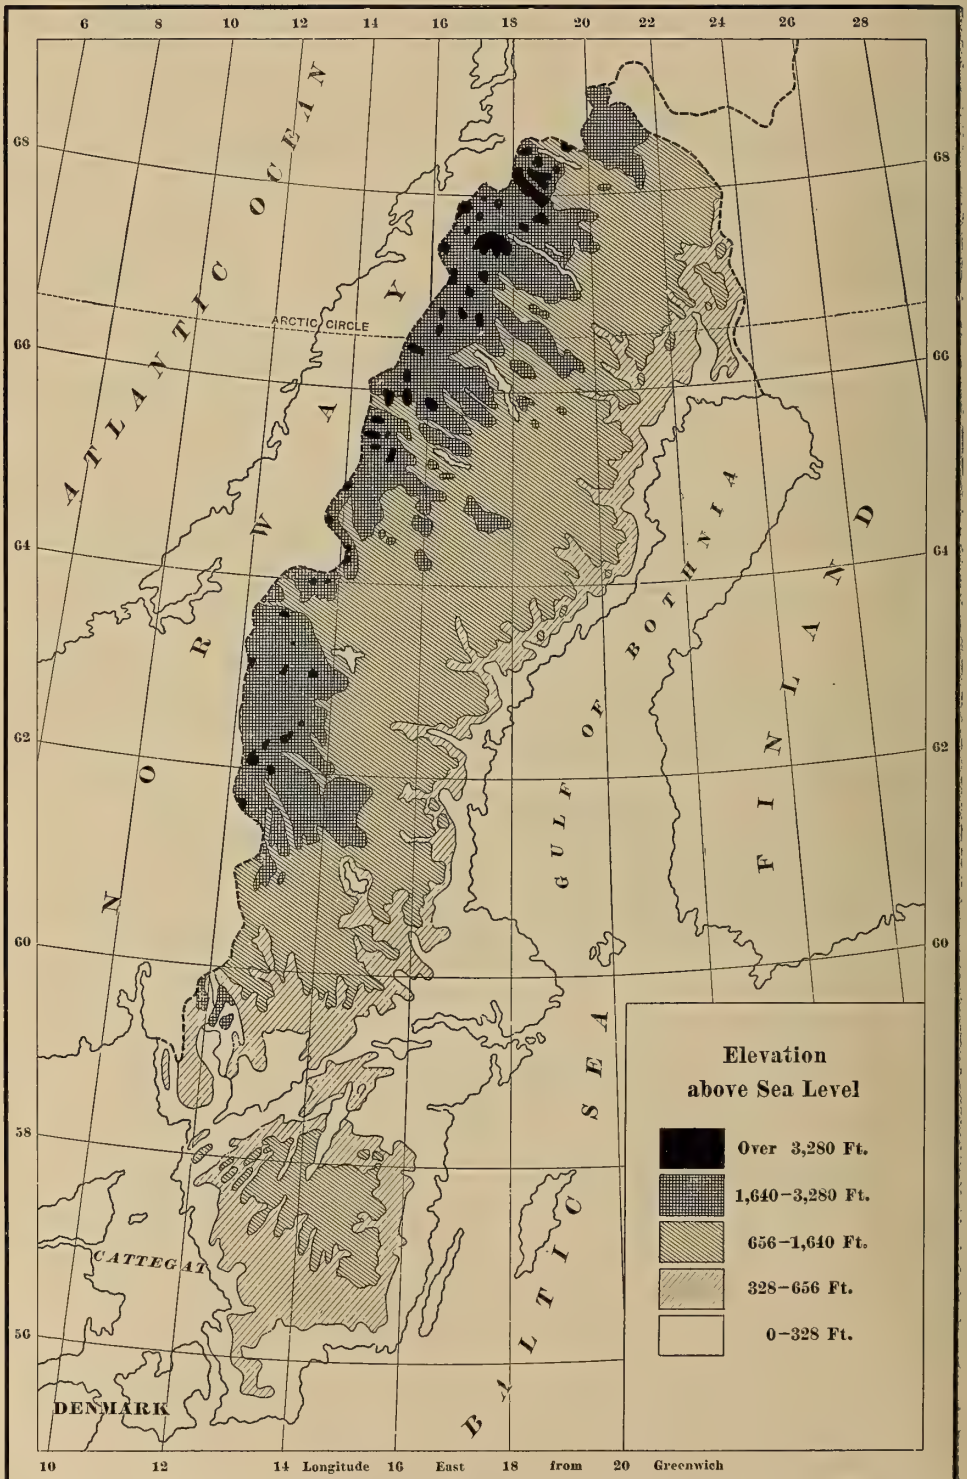 6 8 10 12 14 16 18 20 22 24 26 28
ATLANTIC OCEAN
68 68
NORWAY
ARCTIC CIRCLE
66 66
GULF OF BOTHNIA
FINLAND
64 64
62 62
60 60
Elevation
above Sea Level
Over 3,280 Ft.
1,640-3,280 Ft.
656-1,640 Ft.
328-656 Ft.
0-328 Ft.
58
BALTIC SEA
CATTEGAT
56
DENMARK
10 12 14 Longitude 16 East 18 from 20 Greenwich